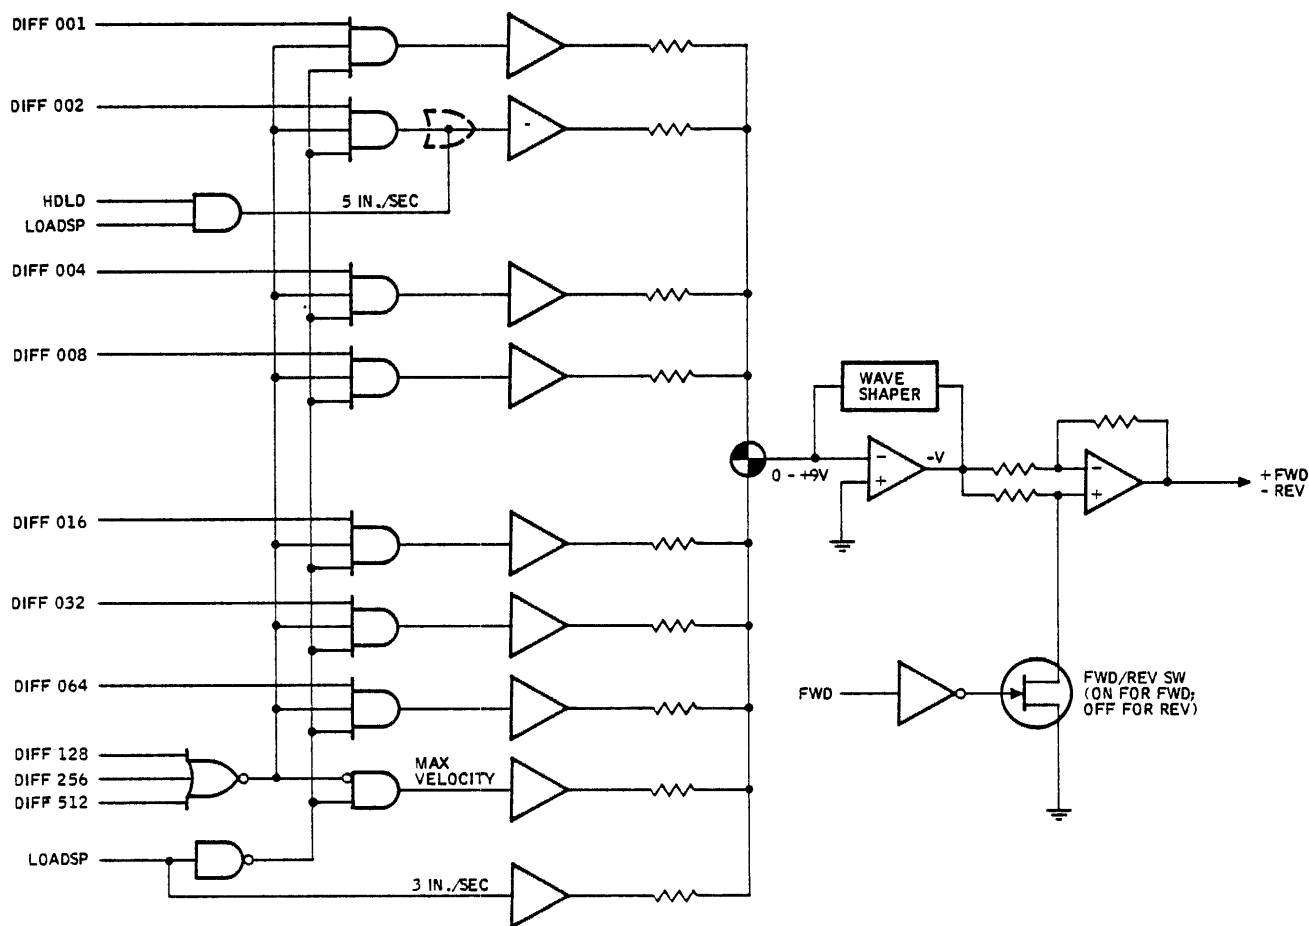 DIFF 001
DIFF 002
HDLD
LOADSP
5 IN./SEC
DIFF 004
DIFF 008
WAVE
SHAPER
0 - +9V
-
+
-V
-
+
+ FWD
- REV
DIFF 016
DIFF 032
DIFF 064
FWD
FWD/REV SW
(ON FOR FWD;
OFF FOR REV)
DIFF 128
DIFF 256
DIFF 512
MAX
VELOCITY
LOADSP
3 IN./SEC